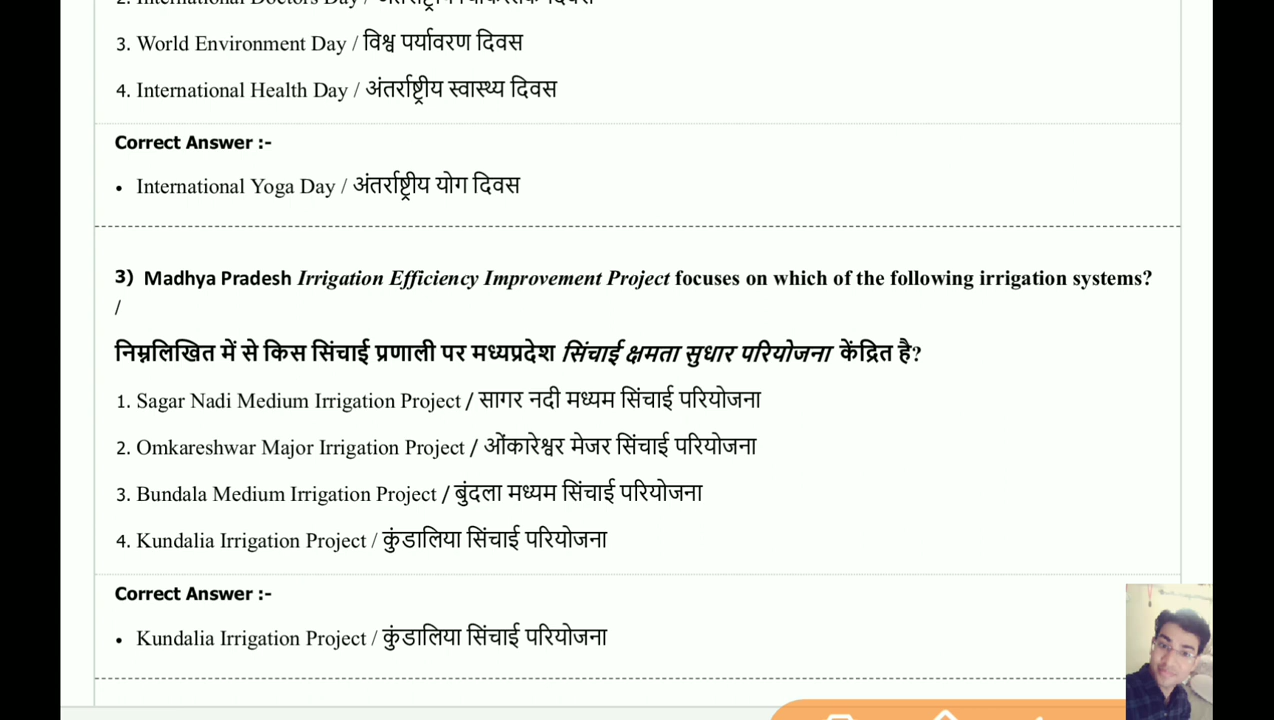 3. World Environment Day / विश्व पर्यावरण दिवस
4. International Health Day / अंतर्राष्ट्रीय स्वास्थ्य दिवस
Correct Answer :-
• International Yoga Day / अंतर्राष्ट्रीय योग दिवस
3) Madhya Pradesh Irrigation Efficiency Improvement Project focuses on which of the following irrigation systems?
/
निम्नलिखित में से किस सिंचाई प्रणाली पर मध्यप्रदेश सिंचाई क्षमता सुधार परियोजना केंद्रित है?
1. Sagar Nadi Medium Irrigation Project / सागर नदी मध्यम सिंचाई परियोजना
2. Omkareshwar Major Irrigation Project / ओंकारेश्वर मेजर सिंचाई परियोजना
3. Bundala Medium Irrigation Project / बुंदला मध्यम सिंचाई परियोजना
4. Kundalia Irrigation Project / कुंडालिया सिंचाई परियोजना
Correct Answer :-
• Kundalia Irrigation Project / कुंडालिया सिंचाई परियोजना